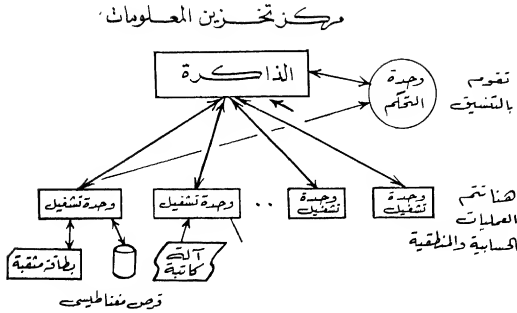 مركز تخزين المعلومات
الذاكرة
وحدة
التحكم
تقوم
بالتنسيق
وحدة تشغيل
وحدة تشغيل
وحدة
تشغيل
وحدة
تشغيل
هنا تتم
العمليات
الحسابية والمنطقية
بطاقة مثقبة
آلة
كاتبة
قرص مغناطيسي